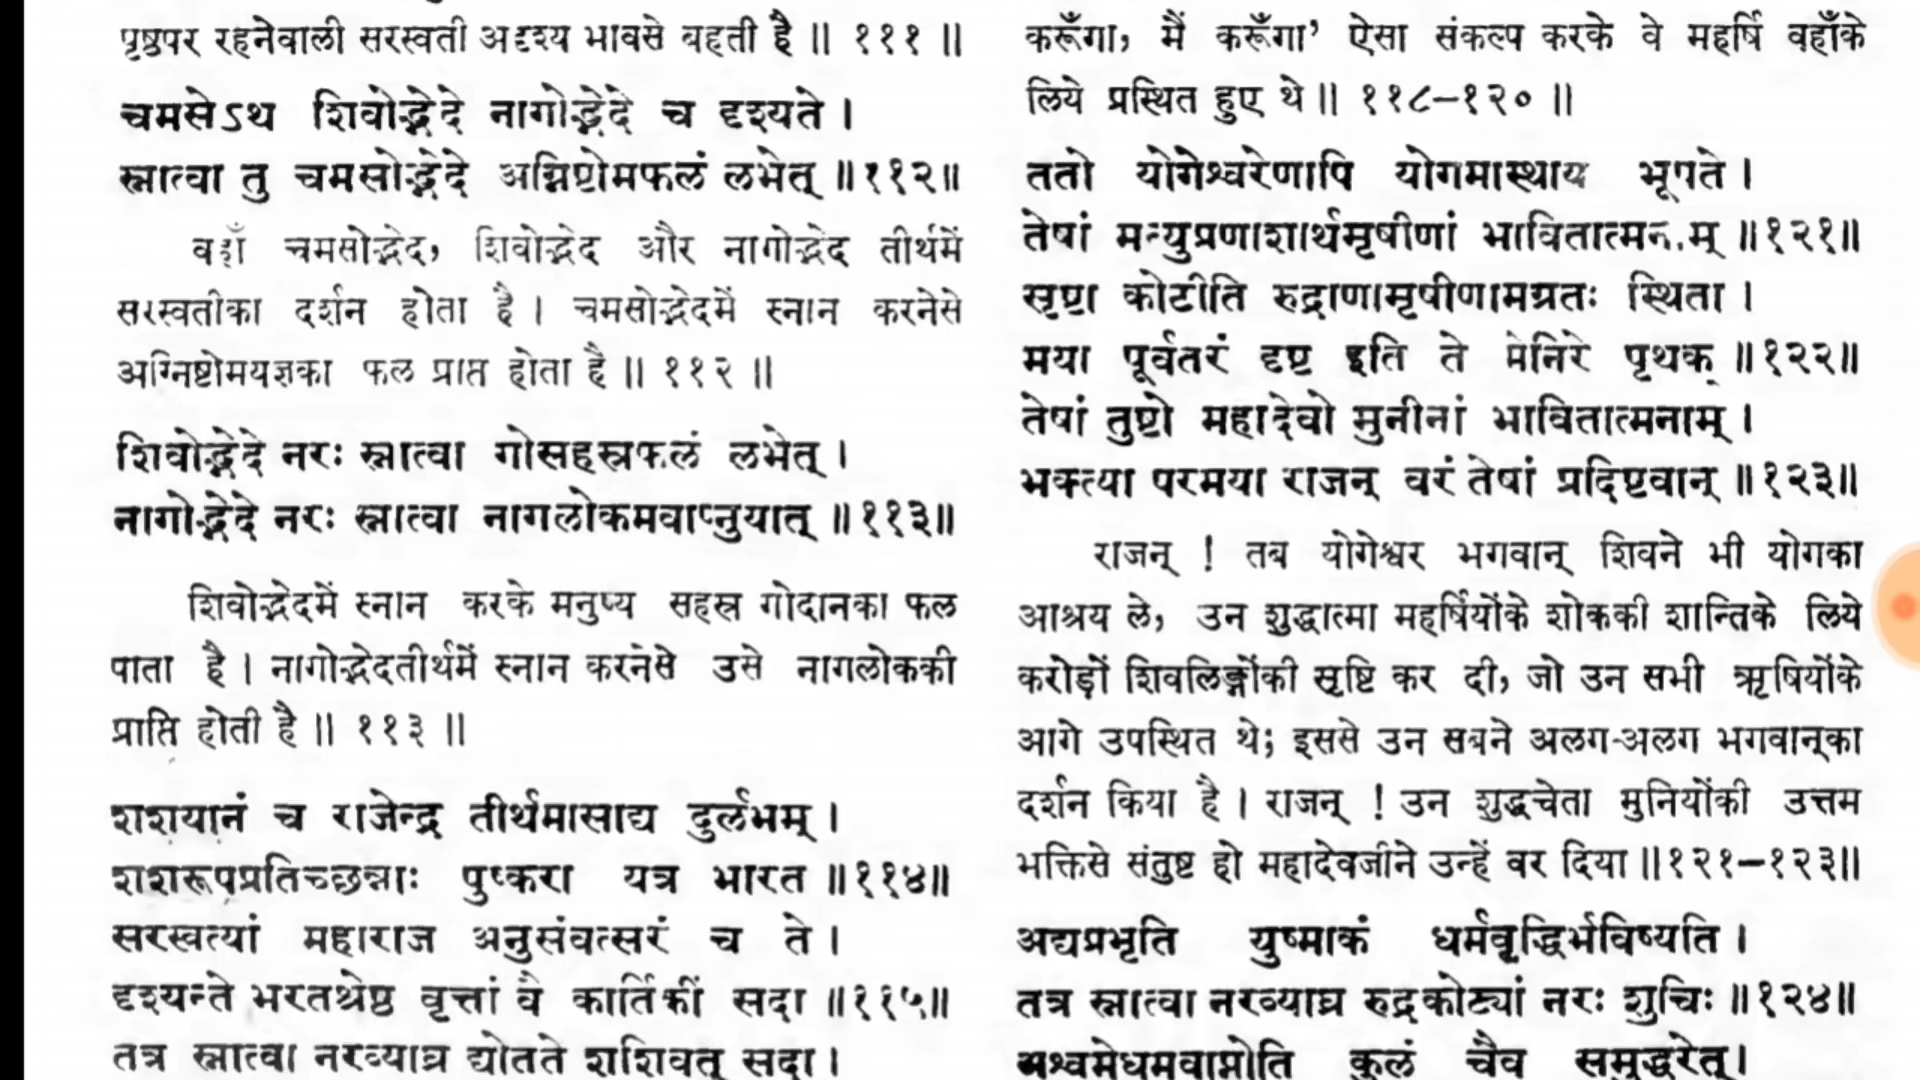 पृष्ठपर रहनेवाली सरस्वती अदृश्य भावसे बहती है ॥ १११ ॥
चमसेऽथ शिवोद्भेदे नागोद्भेदे च दृश्यते ।
स्नात्वा तु चमसोद्भेदे अग्निष्टोमफलं लभेत् ॥११२॥
वहाँ चमसोद्भेद, शिवोद्भेद और नागोद्भेद तीर्थमें
सरस्वतीका दर्शन होता है । चमसोद्भेदमें स्नान करनेसे
अग्निष्टोमयज्ञका फल प्राप्त होता है ॥ ११२ ॥
शिवोद्भेदे नरः स्नात्वा गोसहस्रफलं लभेत् ।
नागोद्भेदे नरः स्नात्वा नागलोकमवाप्नुयात् ॥११३॥
शिवोद्भेदमें स्नान करके मनुष्य सहस्र गोदानका फल
पाता है । नागोद्भेदतीर्थमें स्नान करनेसे उसे नागलोककी
प्राप्ति होती है ॥ ११३ ॥
शशयानं च राजेन्द्र तीर्थमासाद्य दुर्लभम् ।
शशरूपप्रतिच्छन्नाः पुष्करा यत्र भारत ॥११४॥
सरस्वत्यां महाराज अनुसंवत्सरं च ते ।
दृश्यन्ते भरतश्रेष्ठ वृत्तां वै कार्तिकीं सदा ॥११५॥
तत्र स्नात्वा नरव्याघ्र द्योतते शशिवत् सदा ।
करूँगा, मैं करूँगा’ ऐसा संकल्प करके वे महर्षि वहाँके
लिये प्रस्थित हुए थे ॥ ११८–१२० ॥
ततो योगेश्वरेणापि योगमास्थाय भूपते ।
तेषां मन्युप्रणाशार्थमृषीणां भावितात्मनाम् ॥१२१॥
सृष्टा कोटीति रुद्राणामृषीणामग्रतः स्थिता ।
मया पूर्वतरं दृष्ट इति ते मेनिरे पृथक् ॥१२२॥
तेषां तुष्टो महादेवो मुनीनां भावितात्मनाम् ।
भक्त्या परमया राजन् वरं तेषां प्रदिष्टवान् ॥१२३॥
राजन् ! तब योगेश्वर भगवान् शिवने भी योगका
आश्रय ले, उन शुद्धात्मा महर्षियोंके शोककी शान्तिके लिये
करोड़ों शिवलिङ्गोंकी सृष्टि कर दी, जो उन सभी ऋषियोंके
आगे उपस्थित थे; इससे उन सबने अलग-अलग भगवान्‌का
दर्शन किया है । राजन् ! उन शुद्धचेता मुनियोंकी उत्तम
भक्तिसे संतुष्ट हो महादेवजीने उन्हें वर दिया ॥१२१–१२३॥
अद्यप्रभृति युष्माकं धर्मवृद्धिर्भविष्यति ।
तत्र स्नात्वा नरव्याघ्र रुद्रकोट्यां नरः शुचिः ॥१२४॥
अश्वमेधमवाप्नोति कुलं चैव समुद्धरेत् ।